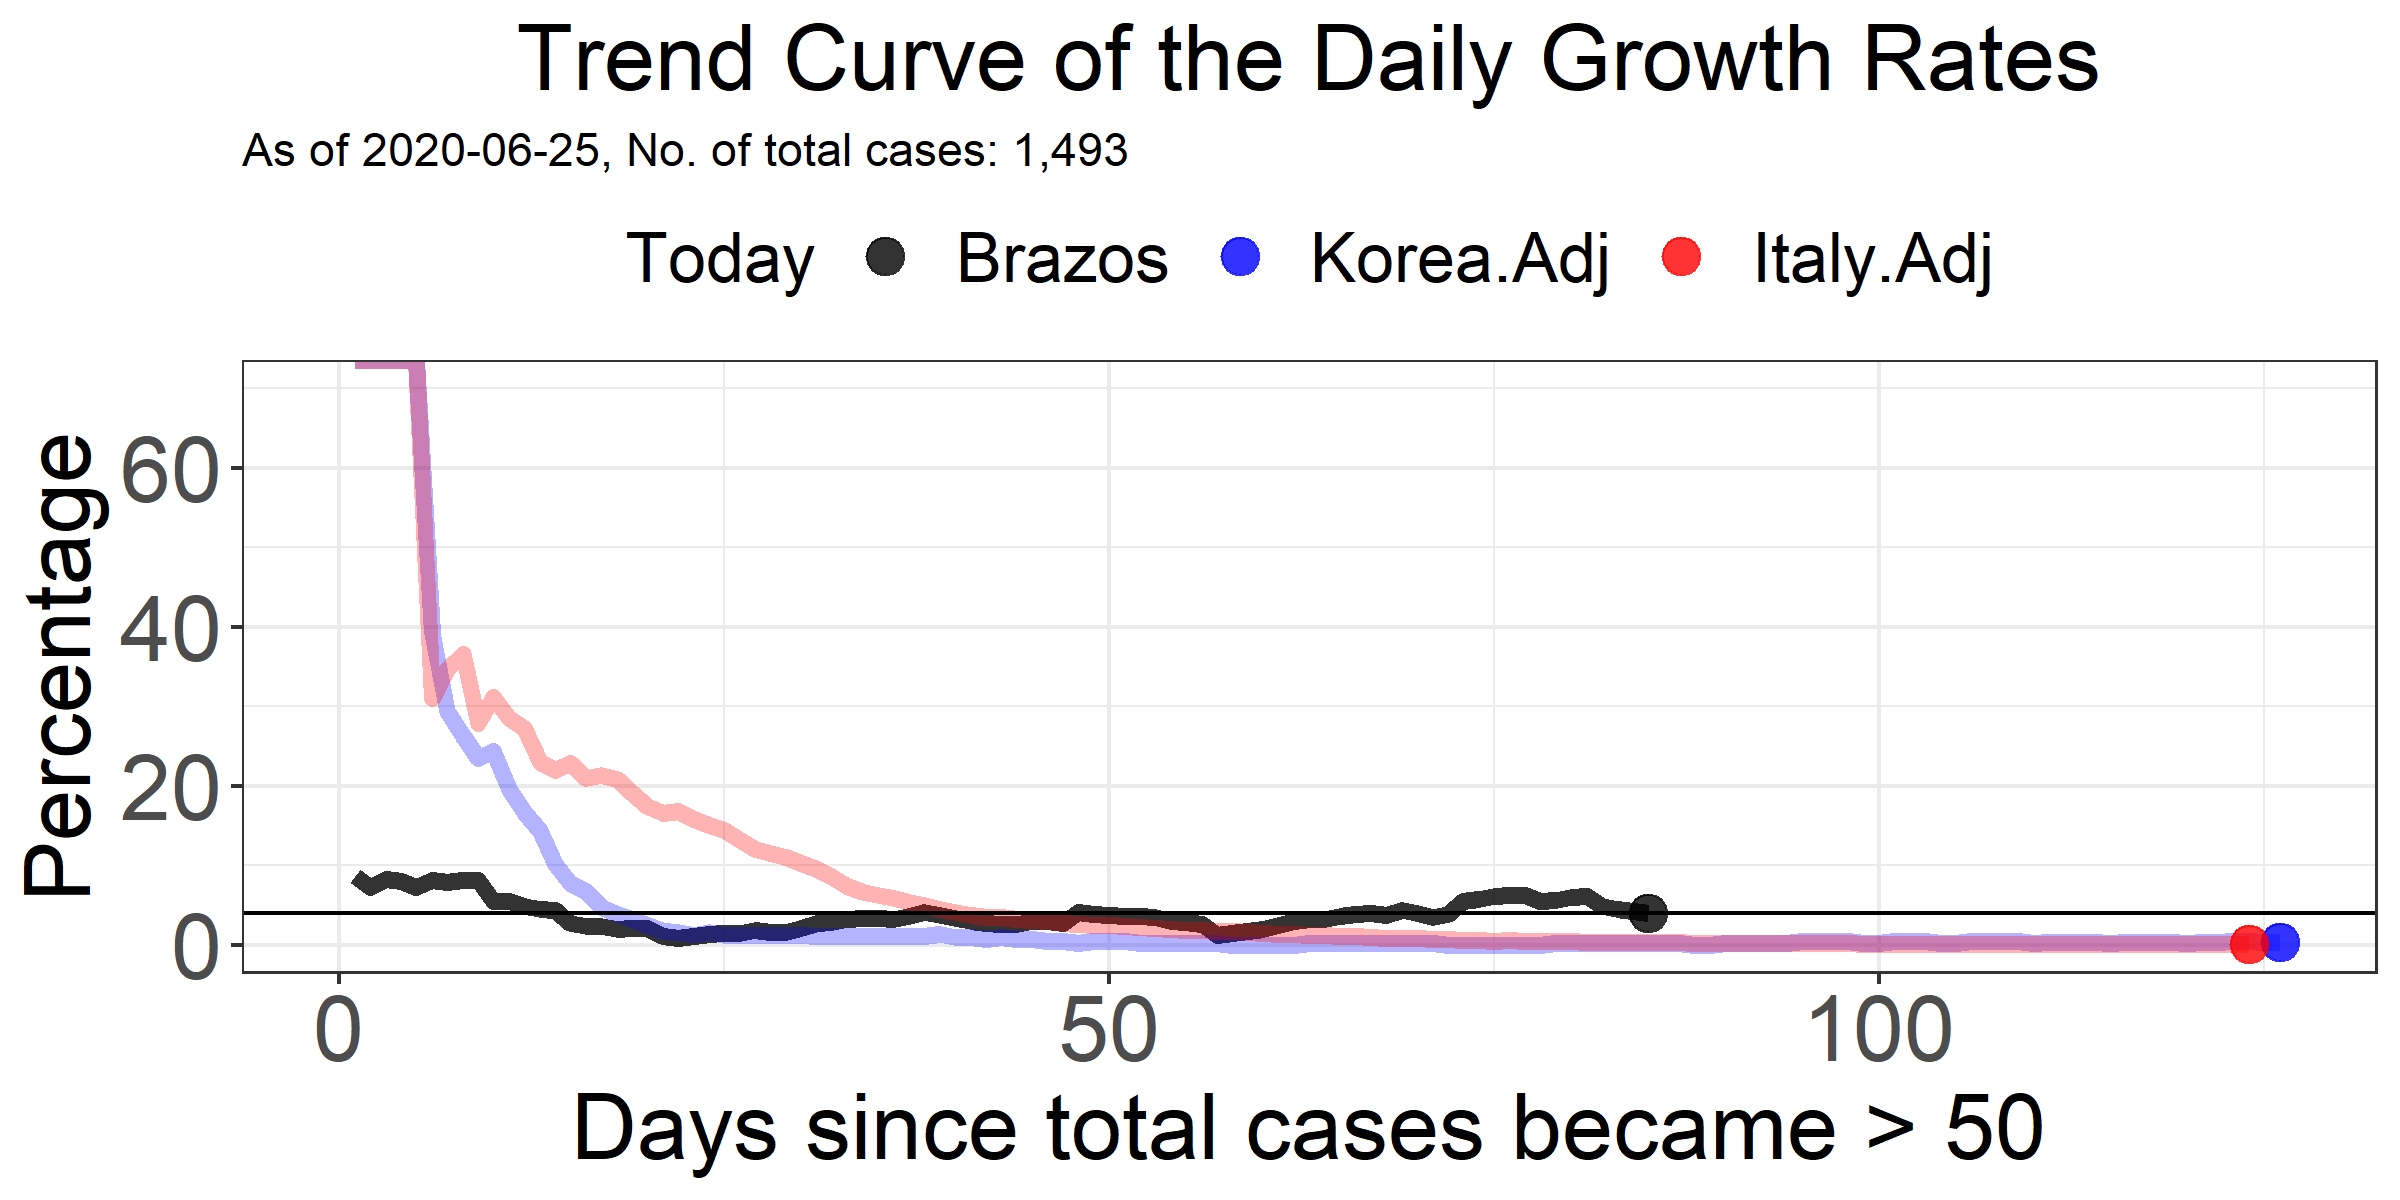 Trend Curve of the Daily Growth Rates
As of 2020-06-25, No. of total cases: 1,493
Today Brazos Korea.Adj Italy.Adj
Percentage
60
40
20
0
0 50 100
Days since total cases became > 50